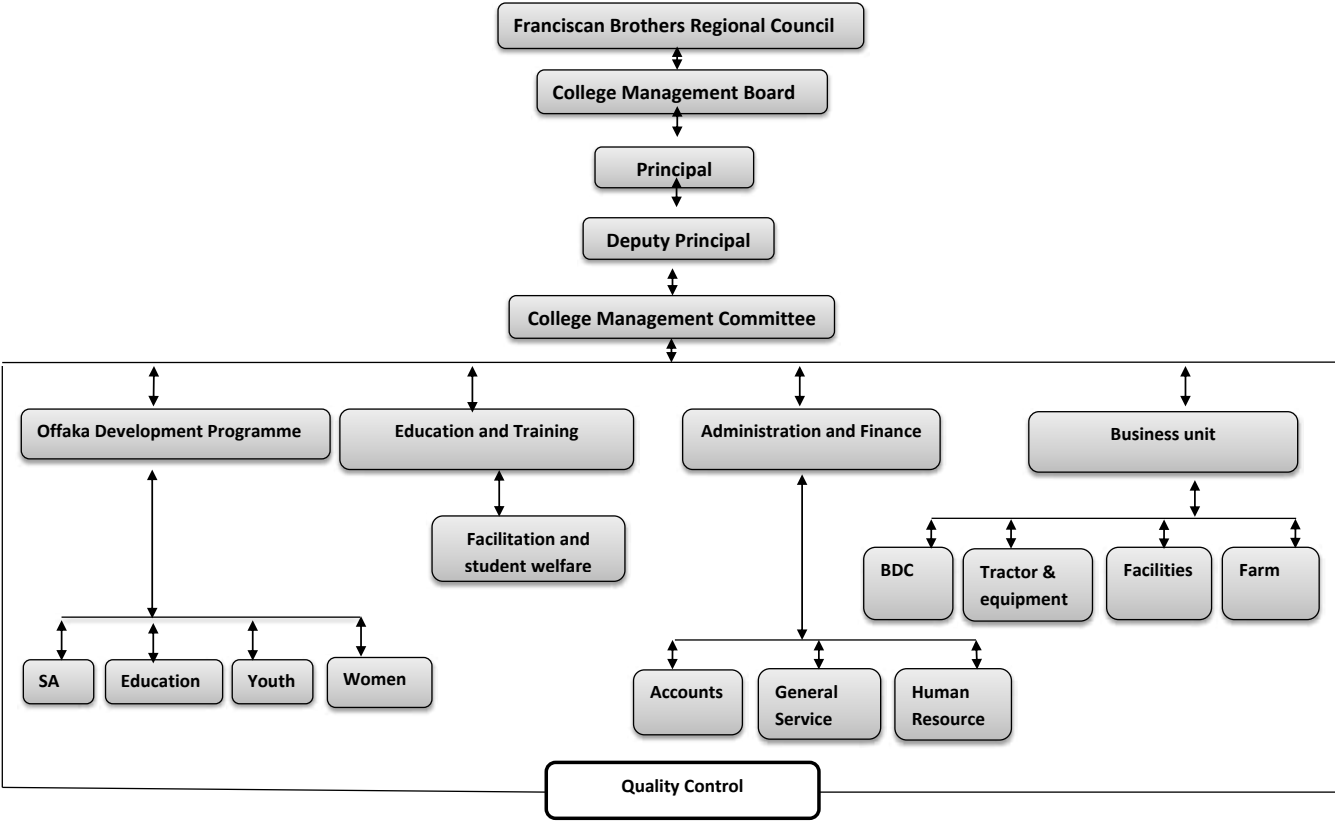 Franciscan Brothers Regional Council
College Management Board
Principal
Deputy Principal
College Management Committee
Offaka Development Programme
Education and Training
Administration and Finance
Business unit
Facilitation and
student welfare
BDC
Tractor &
equipment
Facilities
Farm
SA
Education
Youth
Women
Accounts
General
Service
Human
Resource
Quality Control